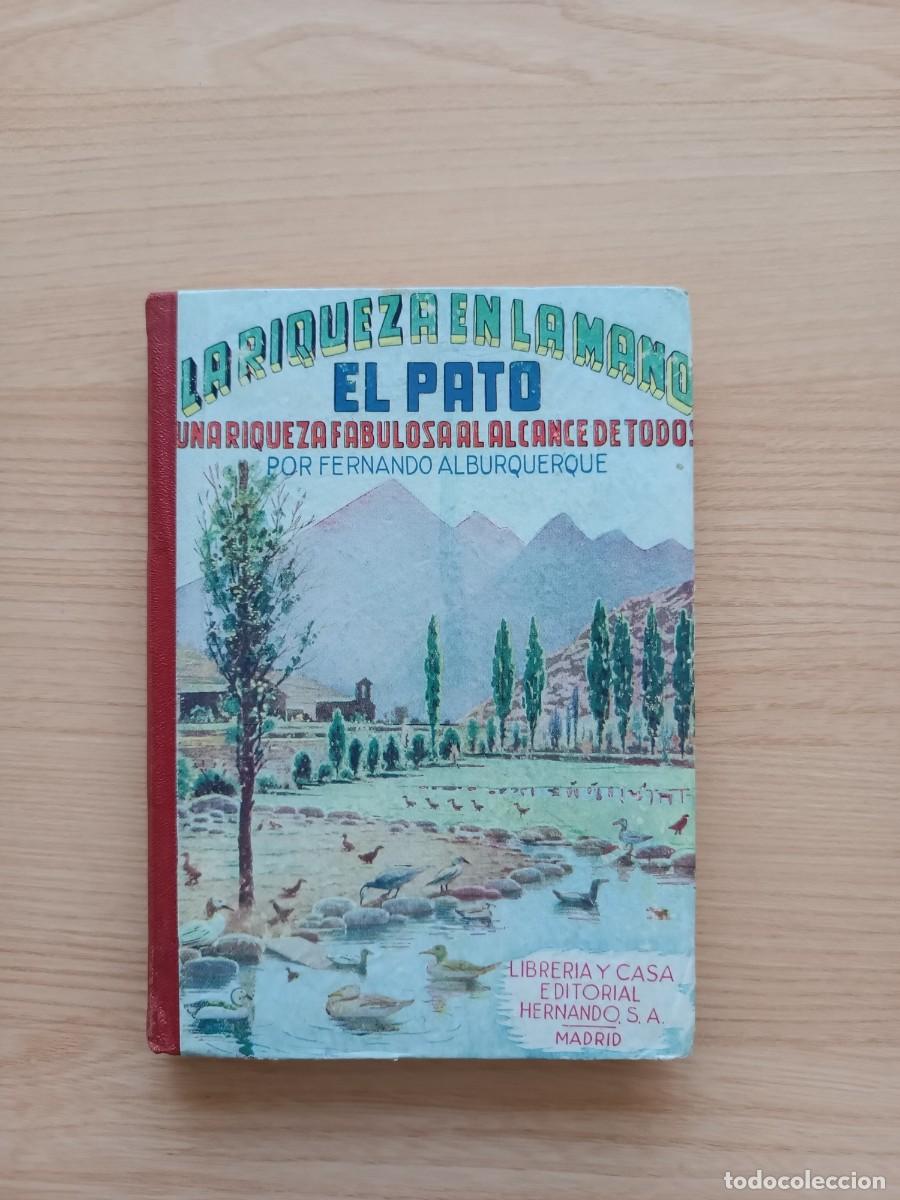 LA RIQUEZA EN LA MANO
EL PATO
UNA RIQUEZA FABULOSA AL ALCANCE DE TODOS
POR FERNANDO ALBURQUERQUE
LIBRERIA Y CASA
EDITORIAL
HERNANDO, S. A.
MADRID
todocoleccion